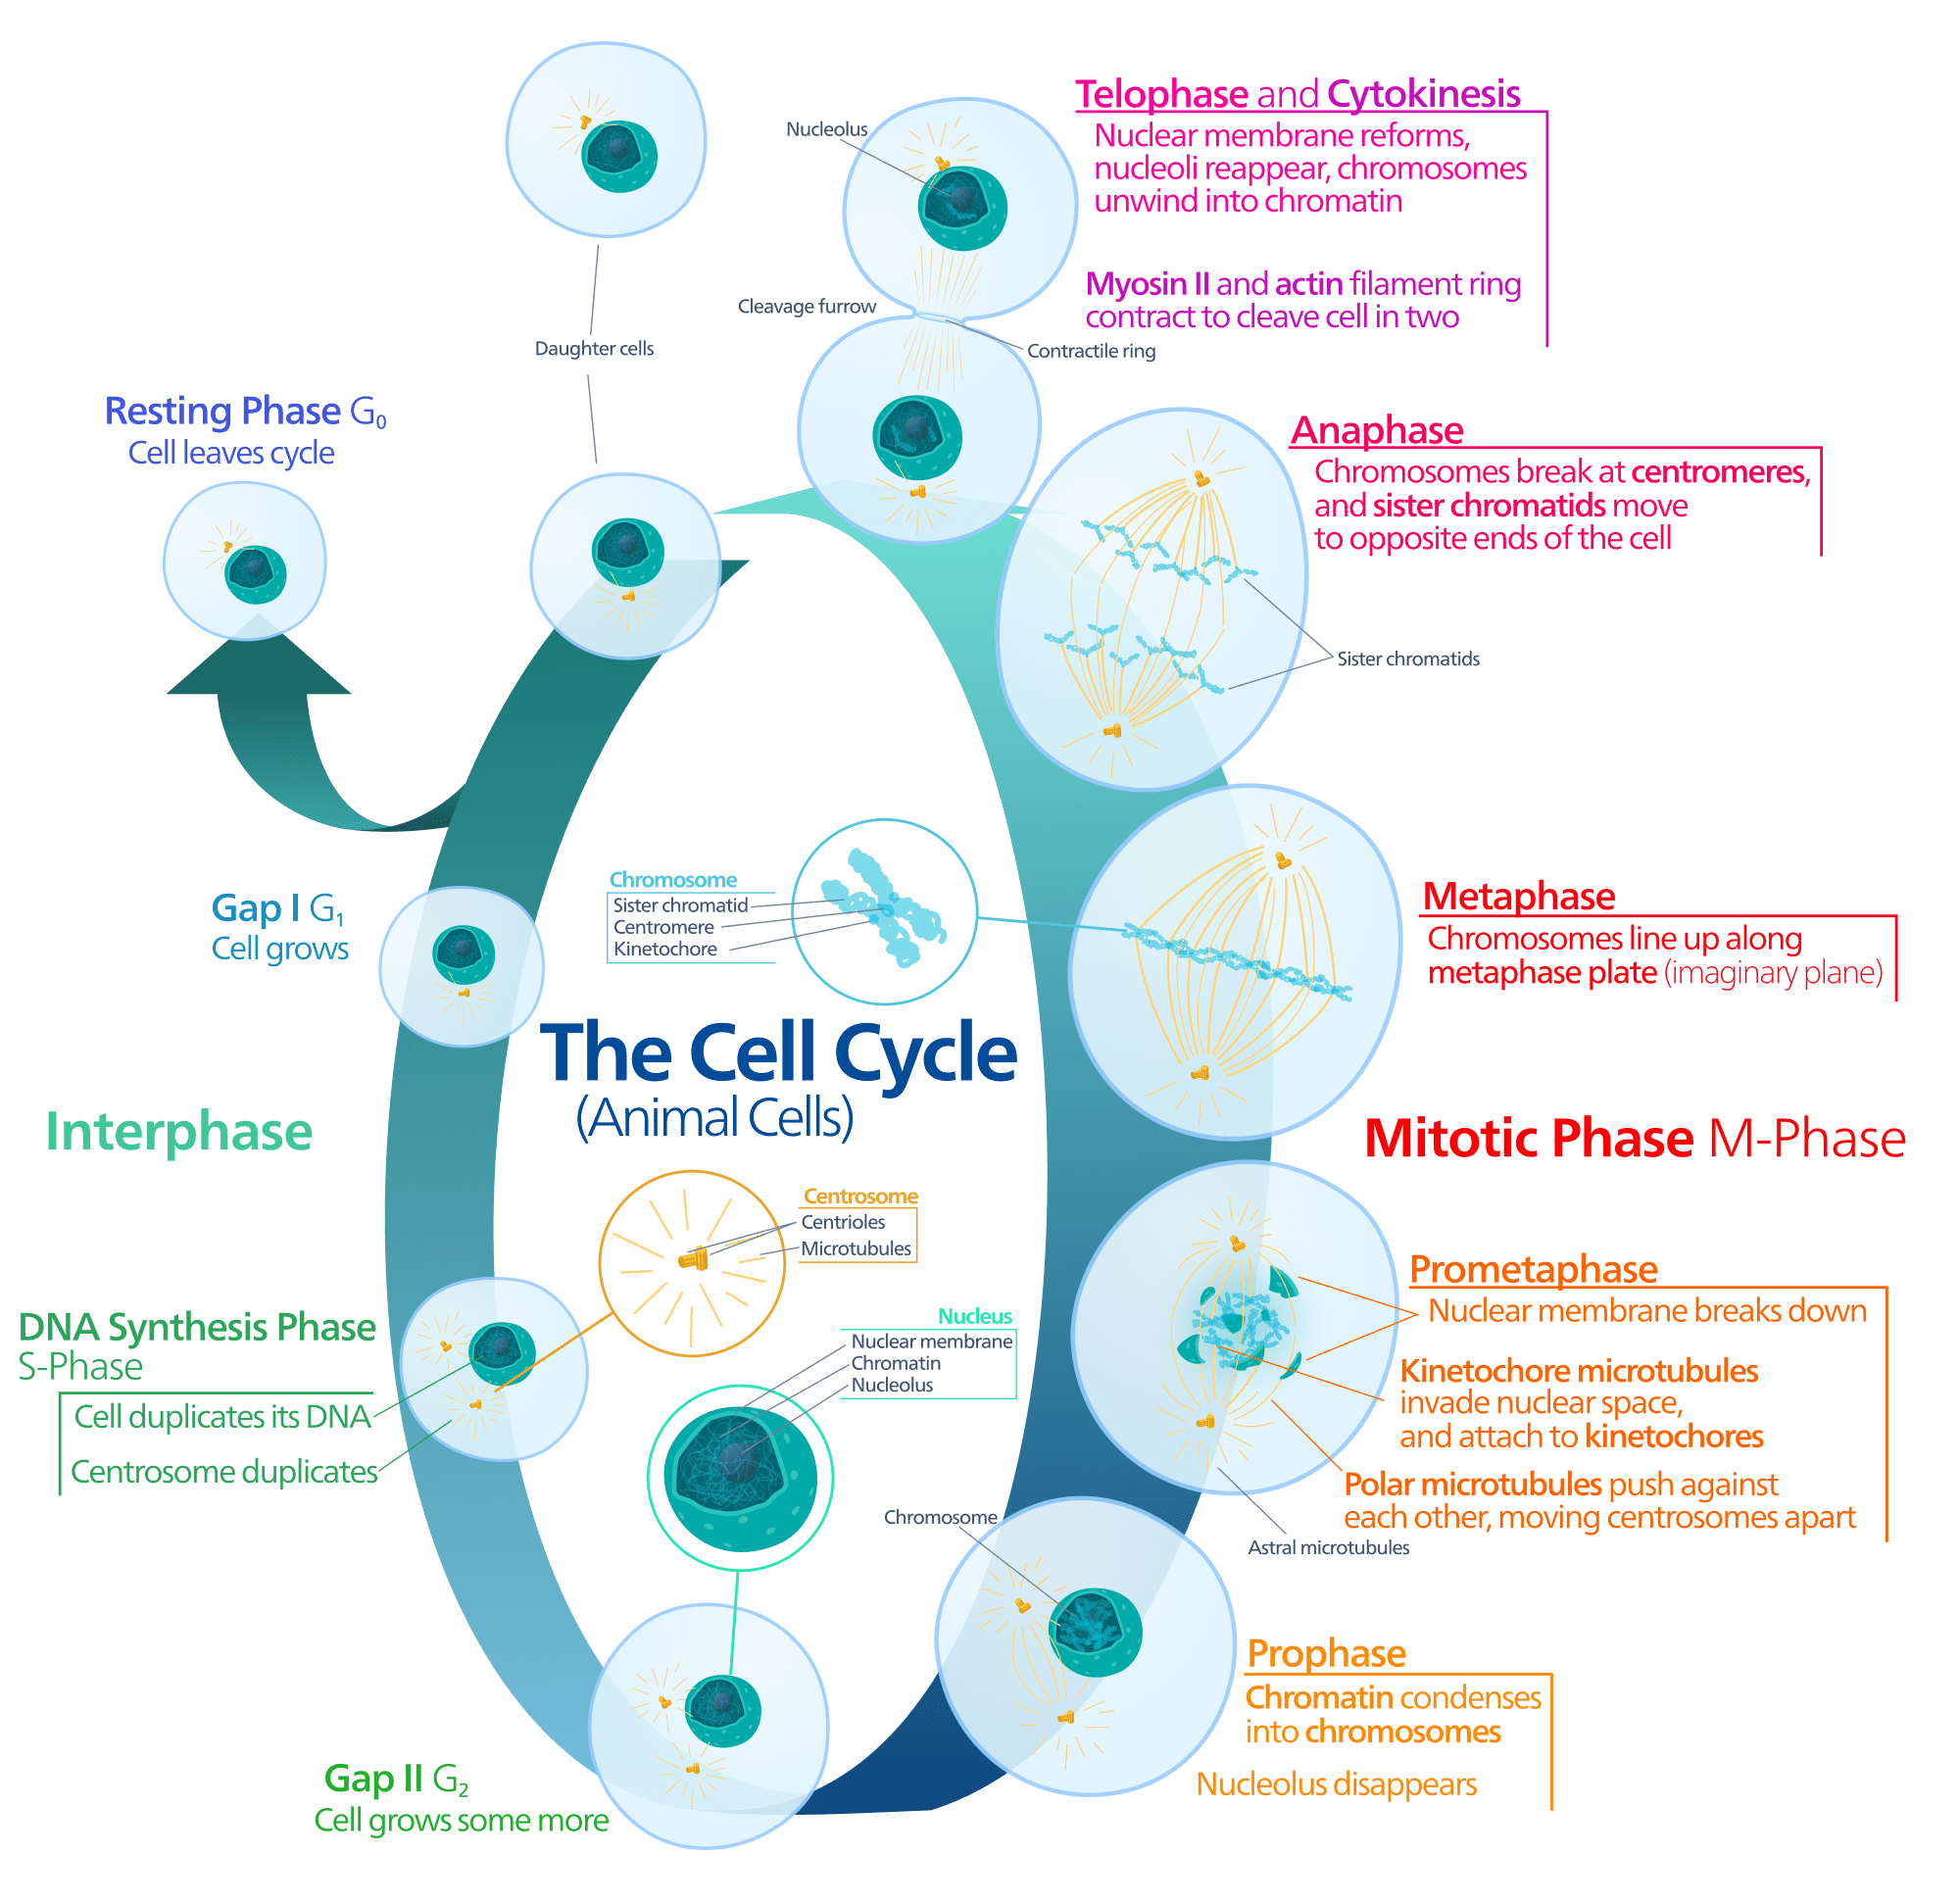 Telophase and Cytokinesis
Nuclear membrane reforms,
nucleoli reappear, chromosomes
unwind into chromatin
Myosin II and actin filament ring
contract to cleave cell in two
Nucleolus
Cleavage furrow
Contractile ring
Daughter cells
Resting Phase G₀
Cell leaves cycle
Anaphase
Chromosomes break at centromeres,
and sister chromatids move
to opposite ends of the cell
Sister chromatids
Gap I G₁
Cell grows
Chromosome
Sister chromatid
Centromere
Kinetochore
Metaphase
Chromosomes line up along
metaphase plate (imaginary plane)
The Cell Cycle
(Animal Cells)
Interphase
Mitotic Phase M-Phase
Centrosome
Centrioles
Microtubules
Prometaphase
Nuclear membrane breaks down
Kinetochore microtubules
invade nuclear space,
and attach to kinetochores
Polar microtubules push against
each other, moving centrosomes apart
Astral microtubules
DNA Synthesis Phase
S-Phase
Cell duplicates its DNA
Centrosome duplicates
Nucleus
Nuclear membrane
Chromatin
Nucleolus
Chromosome
Prophase
Chromatin condenses
into chromosomes
Nucleolus disappears
Gap II G₂
Cell grows some more